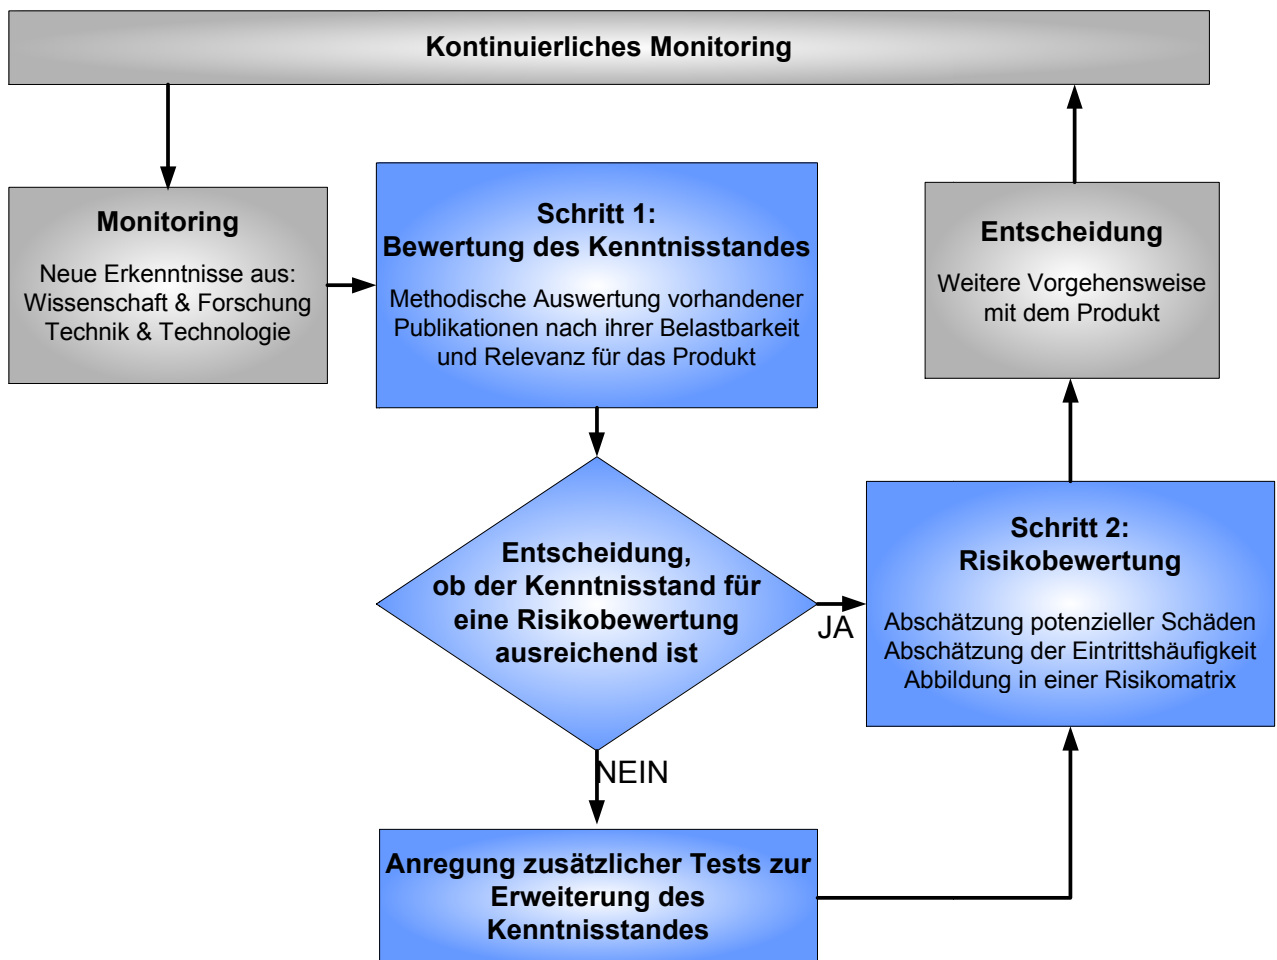 Kontinuierliches Monitoring
Monitoring
Neue Erkenntnisse aus:
Wissenschaft & Forschung
Technik & Technologie
Schritt 1:
Bewertung des Kenntnisstandes
Methodische Auswertung vorhandener
Publikationen nach ihrer Belastbarkeit
und Relevanz für das Produkt
Entscheidung
Weitere Vorgehensweise
mit dem Produkt
Entscheidung,
ob der Kenntnisstand für
eine Risikobewertung
ausreichend ist
JA
Schritt 2:
Risikobewertung
Abschätzung potenzieller Schäden
Abschätzung der Eintrittshäufigkeit
Abbildung in einer Risikomatrix
NEIN
Anregung zusätzlicher Tests zur
Erweiterung des
Kenntnisstandes